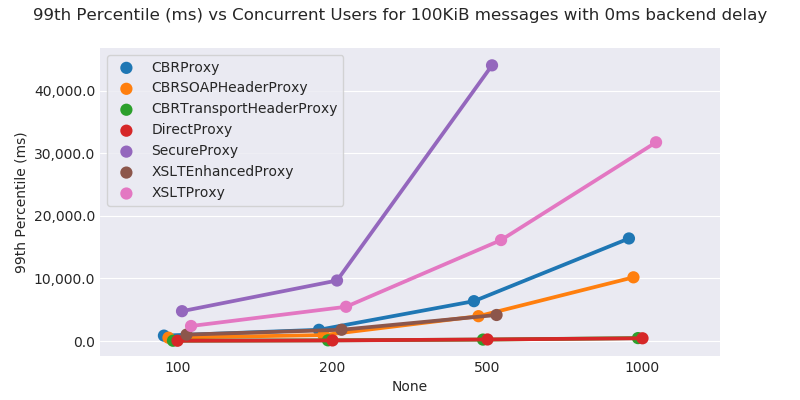 99th Percentile (ms) vs Concurrent Users for 100KiB messages with 0ms backend delay
CBRProxy
CBRSOAPHeaderProxy
CBRTransportHeaderProxy
DirectProxy
SecureProxy
XSLTEnhancedProxy
XSLTProxy
99th Percentile (ms)
40,000.0
30,000.0
20,000.0
10,000.0
0.0
100 200 500 1000
None